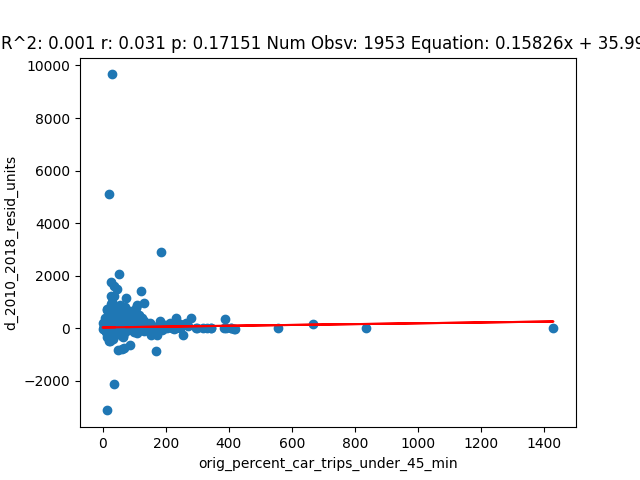 R^2: 0.001 r: 0.031 p: 0.17151 Num Obsv: 1953 Equation: 0.15826x + 35.99
10000
8000
6000
4000
2000
0
−2000
d_2010_2018_resid_units
0 200 400 600 800 1000 1200 1400
orig_percent_car_trips_under_45_min